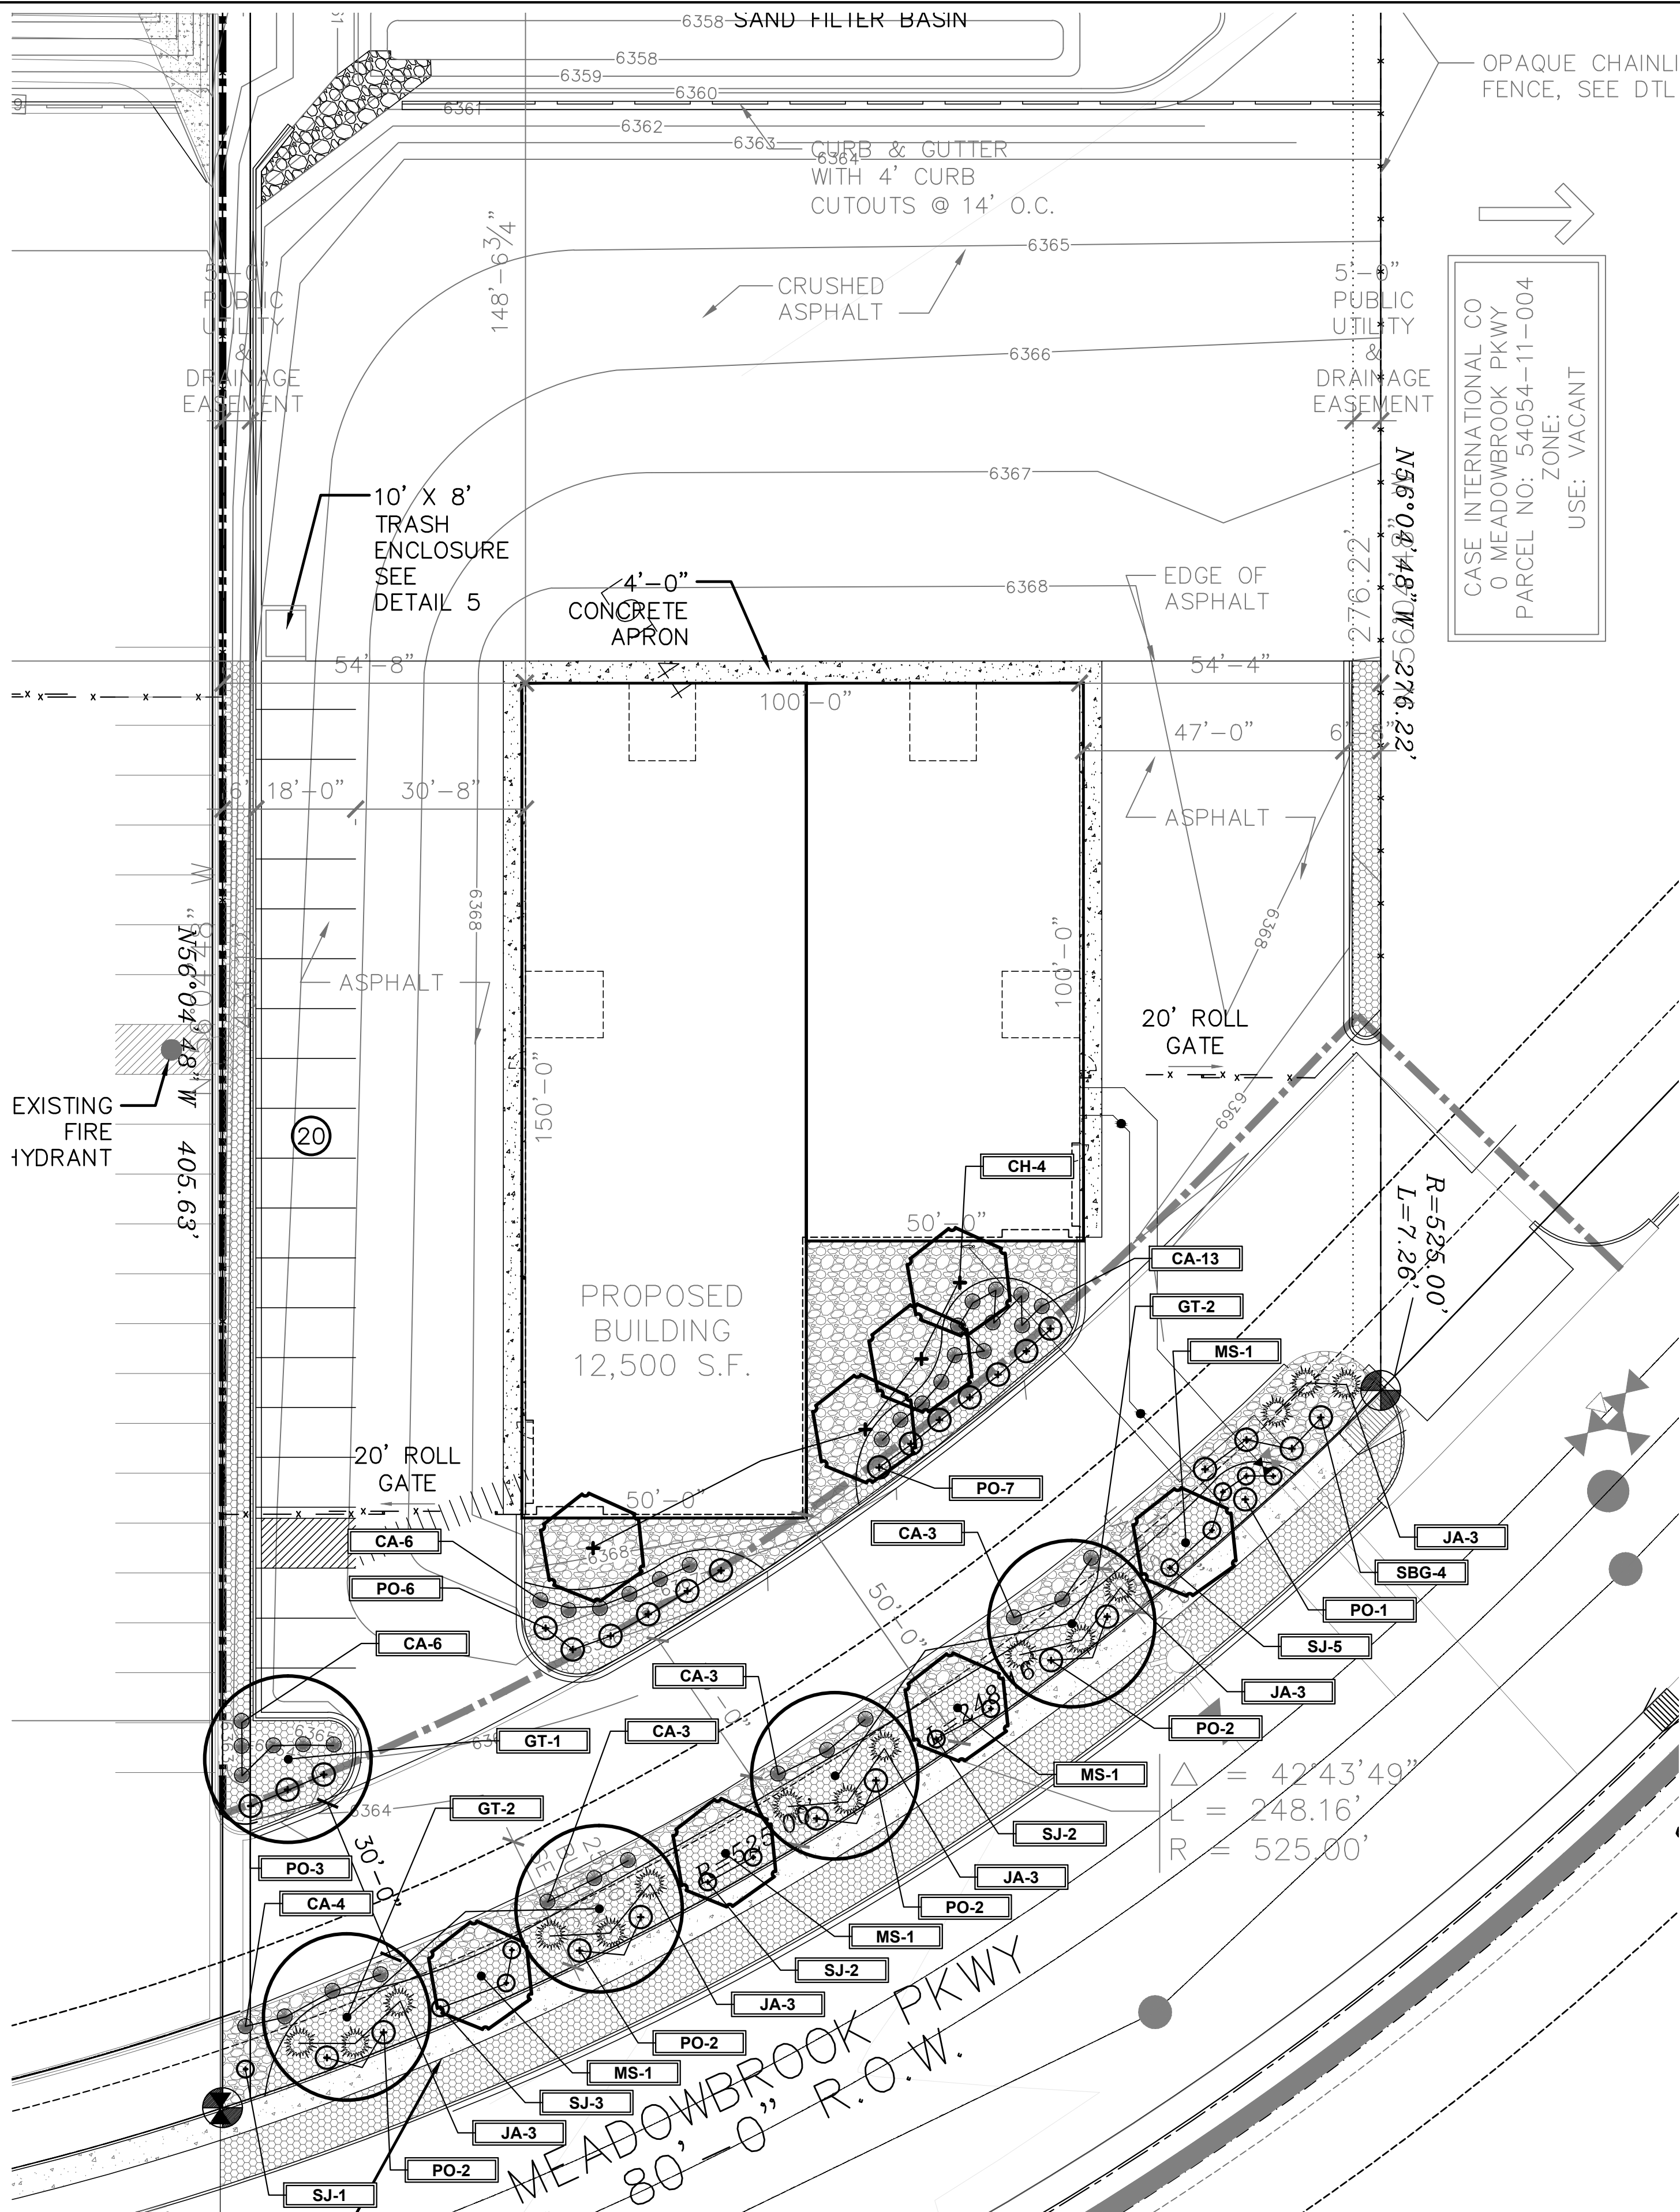 6358
SAND FILTER BASIN
6358
6359
6360
6361
6362
6363
6364
OPAQUE CHAINLI
FENCE, SEE DTL
CURB & GUTTER
WITH 4' CURB
CUTOUTS @ 14' O.C.
148'-6¾"
6365
CRUSHED
ASPHALT
5'-0"
PUBLIC
UTILITY
&
DRAINAGE
EASEMENT
5'-0"
PUBLIC
UTILITY
&
DRAINAGE
EASEMENT
CASE INTERNATIONAL CO
0 MEADOWBROOK PKWY
PARCEL NO: 54054-11-004
ZONE:
USE: VACANT
6366
6367
N56°04'48"W 276.22'
276.22'
10' X 8'
TRASH
ENCLOSURE
SEE
DETAIL 5
4'-0"
CONCRETE
APRON
6368
EDGE OF
ASPHALT
54'-8"
100'-0"
54'-4"
47'-0"
6'-8"
6'
18'-0"
30'-8"
ASPHALT
6368
6368
100'-0"
ASPHALT
N56°04'48"W 405.63'
20' ROLL
GATE
150'-0"
EXISTING
FIRE
HYDRANT
20
6369
CH-4
R=525.00'
L=7.26'
50'-0"
CA-13
GT-2
MS-1
PROPOSED
BUILDING
12,500 S.F.
20' ROLL
GATE
50'-0"
PO-7
CA-3
JA-3
SBG-4
PO-1
SJ-5
CA-6
6368
PO-6
50'-0"
CA-6
CA-3
JA-3
PO-2
CA-3
GT-1
6365
6364
MS-1
Δ = 42°43'49"
L = 248.16'
R = 525.00'
GT-2
SJ-2
R=525.00'
PO-3
30'-0"
JA-3
CA-4
PO-2
MS-1
SJ-2
JA-3
PO-2
MS-1
SJ-3
JA-3
PO-2
SJ-1
MEADOWBROOK PKWY
80'-0" R.O.W.